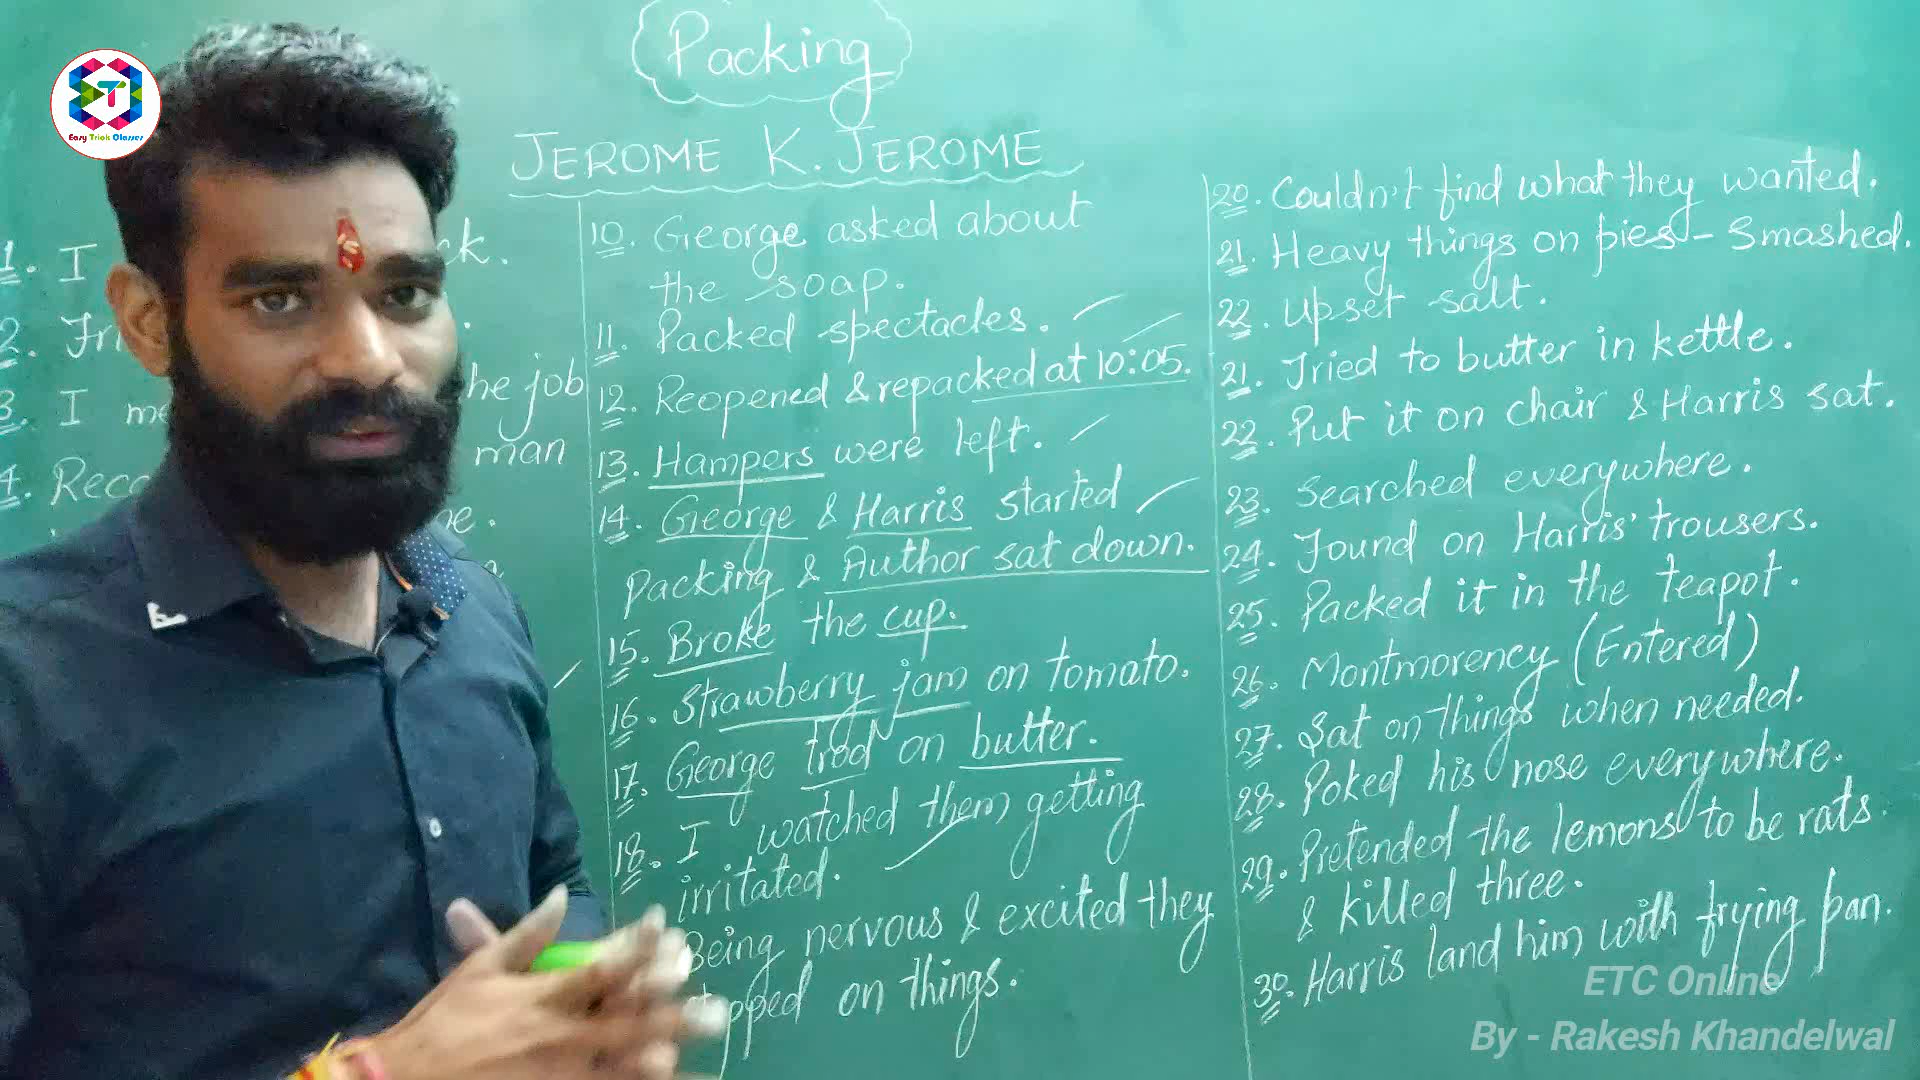 Easy Trick Classes
Packing
JEROME K. JEROME
1. I
k.
2.
3. I me
he job
man
4.
10. George asked about
the soap.
11. Packed spectacles.
12. Reopened & repacked at 10:05.
13. Hampers were left.
14. George & Harris started
Packing & Author sat down.
15. Broke the cup.
16. Strawberry jam on tomato.
17. George trod on butter.
18. I watched them getting
irritated.
Being nervous & excited they
on things.
20. Couldn't find what they wanted.
21. Heavy things on pies - Smashed.
22. Upset salt.
21. Tried to butter in kettle.
22. Put it on chair & Harris sat.
23. Searched everywhere.
24. Found on Harris' trousers.
25. Packed it in the teapot.
26. Montmorency (Entered)
27. Sat on things when needed.
28. Poked his nose everywhere.
29. Pretended the lemons to be rats.
& killed three.
30. Harris land him with frying pan.
ETC Online
By - Rakesh Khandelwal